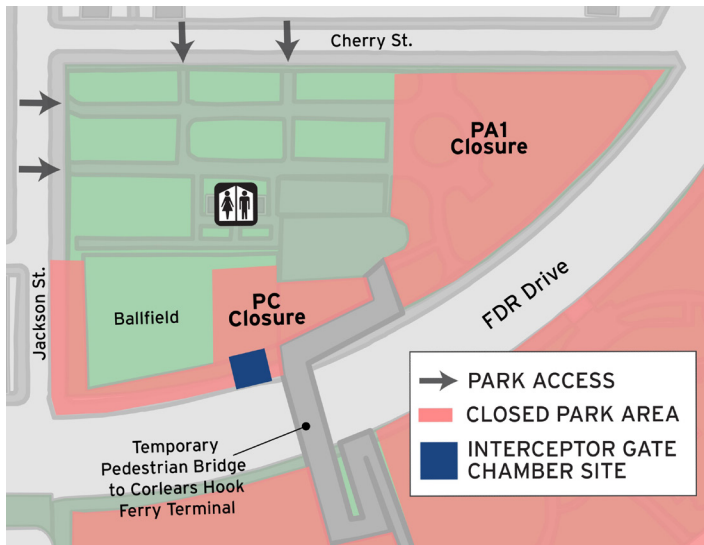 Cherry St.
PA1
Closure
Jackson St.
Ballfield
PC
Closure
FDR Drive
Temporary
Pedestrian Bridge
to Corlears Hook
Ferry Terminal
PARK ACCESS
CLOSED PARK AREA
INTERCEPTOR GATE
CHAMBER SITE